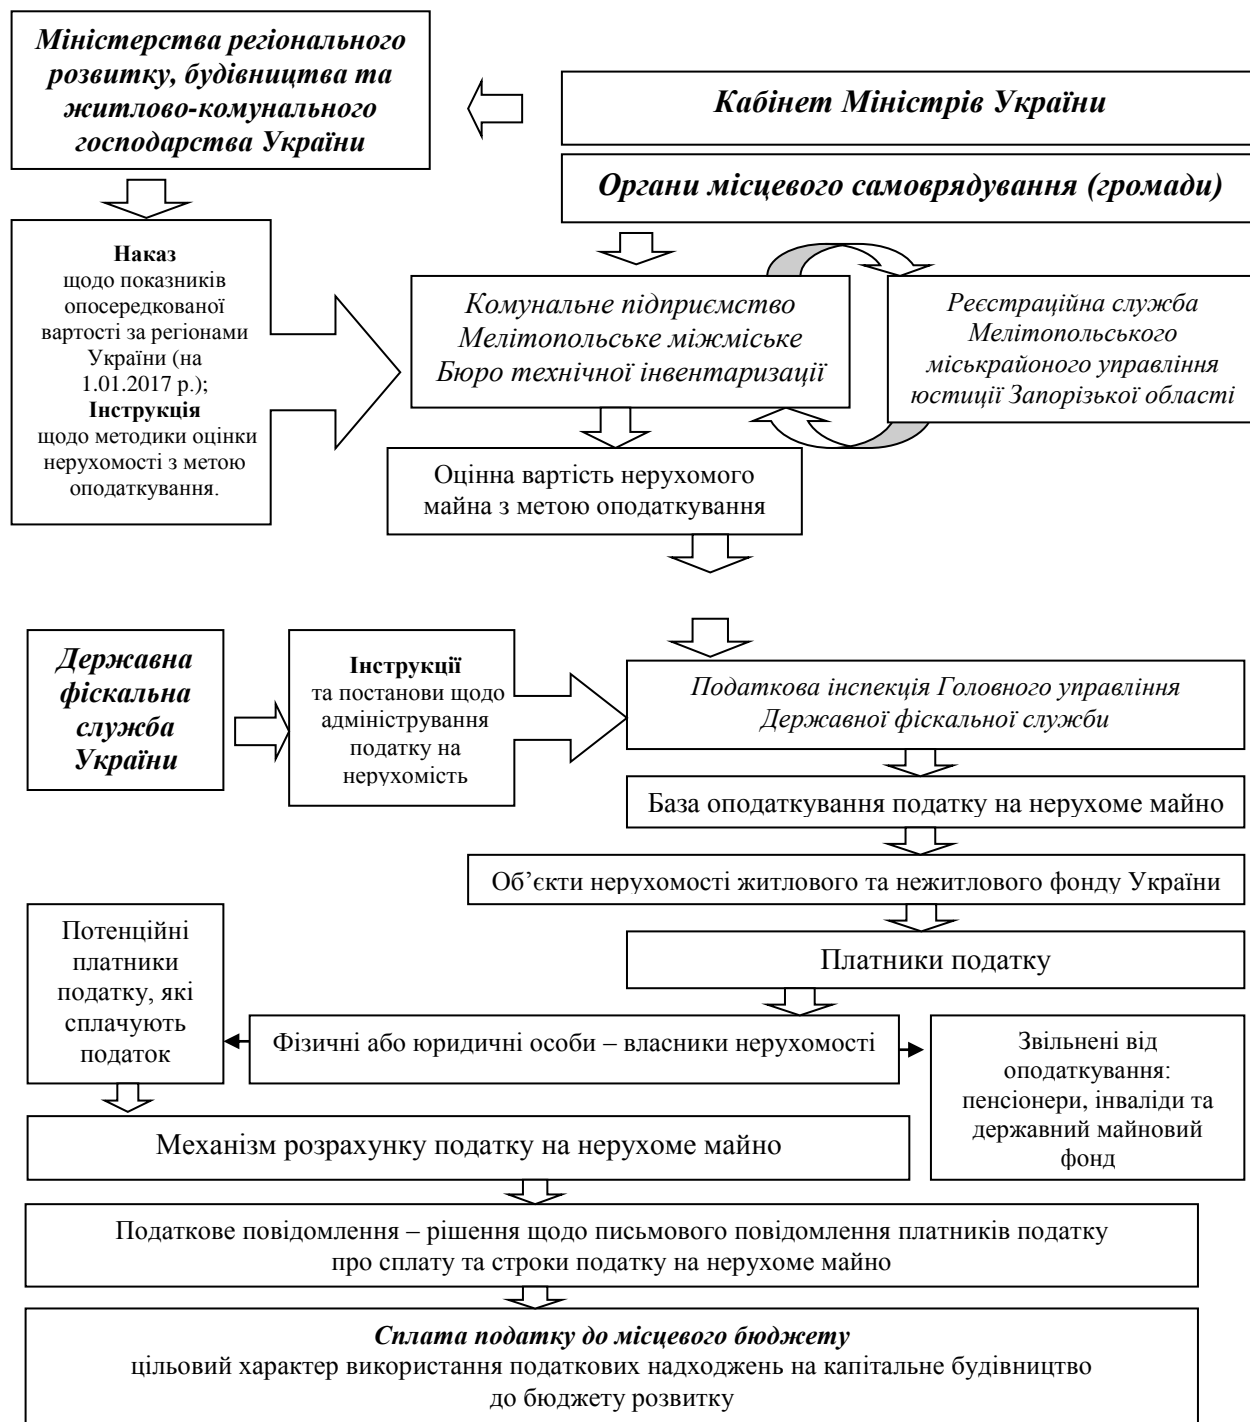 Міністерства регіонального
розвитку, будівництва та
житлово-комунального
господарства України
Кабінет Міністрів України
Органи місцевого самоврядування (громади)
Наказ
щодо показників
опосередкованої
вартості за регіонами
України (на
1.01.2017 р.);
Інструкція
щодо методики оцінки
нерухомості з метою
оподаткування.
Комунальне підприємство
Мелітопольське міжміське
Бюро технічної інвентаризації
Реєстраційна служба
Мелітопольського
міськрайоного управління
юстиції Запорізької області
Оцінна вартість нерухомого
майна з метою оподаткування
Державна
фіскальна
служба
України
Інструкції
та постанови щодо
адміністрування
податку на
нерухомість
Податкова інспекція Головного управління
Державної фіскальної служби
База оподаткування податку на нерухоме майно
Об’єкти нерухомості житлового та нежитлового фонду України
Платники податку
Потенційні
платники
податку, які
сплачують
податок
Фізичні або юридичні особи – власники нерухомості
Звільнені від
оподаткування:
пенсіонери, інваліди та
державний майновий
фонд
Механізм розрахунку податку на нерухоме майно
Податкове повідомлення – рішення щодо письмового повідомлення платників податку
про сплату та строки податку на нерухоме майно
Сплата податку до місцевого бюджету
цільовий характер використання податкових надходжень на капітальне будівництво
до бюджету розвитку